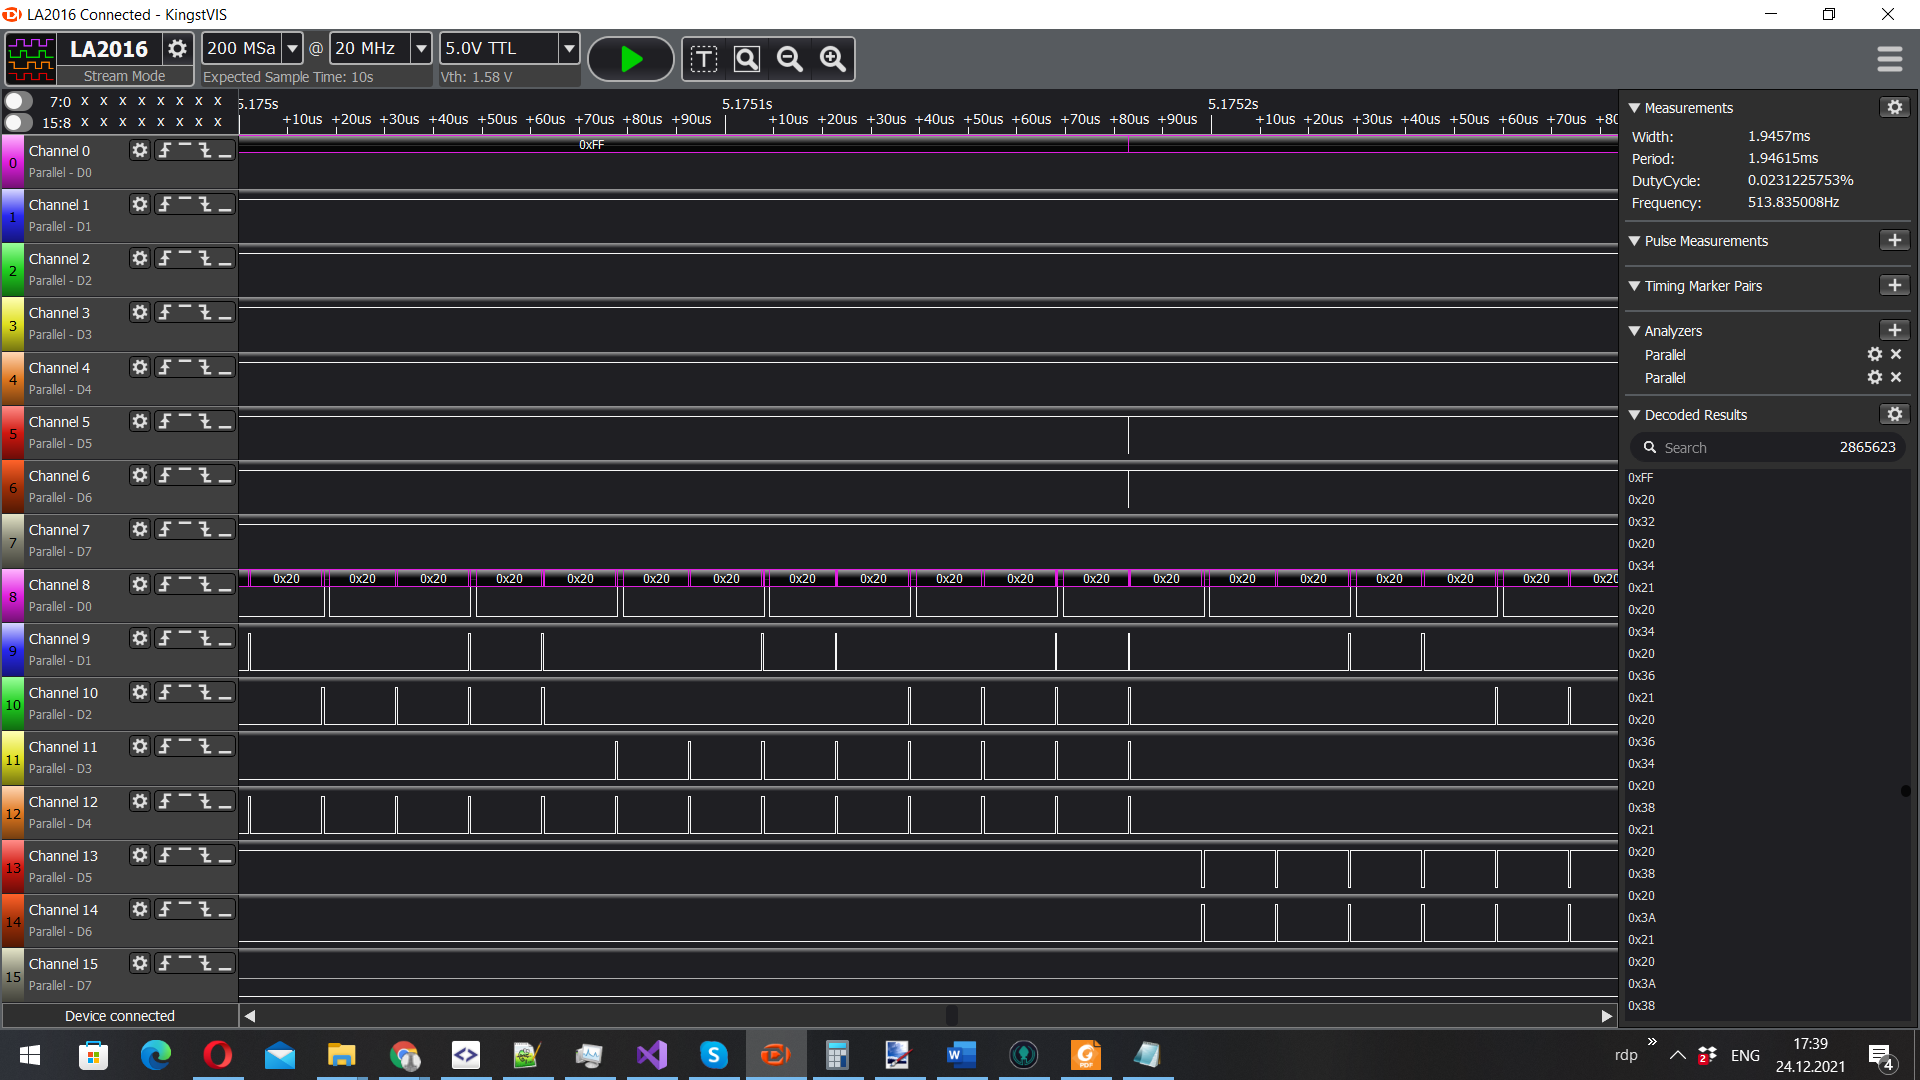 LA2016 Connected - KingstVIS
LA2016
Stream Mode
200 MSa @ 20 MHz 5.0V TTL
Expected Sample Time: 10s Vth: 1.58 V
T
7:0 x x x x x x x x
15:8 x x x x x x x x
5.175s 5.1751s 5.1752s
+10us +20us +30us +40us +50us +60us +70us +80us +90us +10us +20us +30us +40us +50us +60us +70us +80us +90us +10us +20us +30us +40us +50us +60us +70us
0 Channel 0
Parallel - D0
0xFF
1 Channel 1
Parallel - D1
2 Channel 2
Parallel - D2
3 Channel 3
Parallel - D3
4 Channel 4
Parallel - D4
5 Channel 5
Parallel - D5
6 Channel 6
Parallel - D6
7 Channel 7
Parallel - D7
8 Channel 8
Parallel - D0
0x20 0x20 0x20 0x20 0x20 0x20 0x20 0x20 0x20 0x20 0x20 0x20 0x20 0x20 0x20 0x20 0x20 0x20 0x20
9 Channel 9
Parallel - D1
10 Channel 10
Parallel - D2
11 Channel 11
Parallel - D3
12 Channel 12
Parallel - D4
13 Channel 13
Parallel - D5
14 Channel 14
Parallel - D6
15 Channel 15
Parallel - D7
Device connected
Measurements
Width: 1.9457ms
Period: 1.94615ms
DutyCycle: 0.0231225753%
Frequency: 513.835008Hz
Pulse Measurements
Timing Marker Pairs
Analyzers
Parallel
Parallel
Decoded Results
Search 2865623
0xFF
0x20
0x32
0x20
0x34
0x21
0x20
0x34
0x20
0x36
0x21
0x20
0x36
0x34
0x20
0x38
0x21
0x20
0x38
0x20
0x3A
0x21
0x20
0x3A
0x38
rdp » 2 ENG
17:39
24.12.2021
4